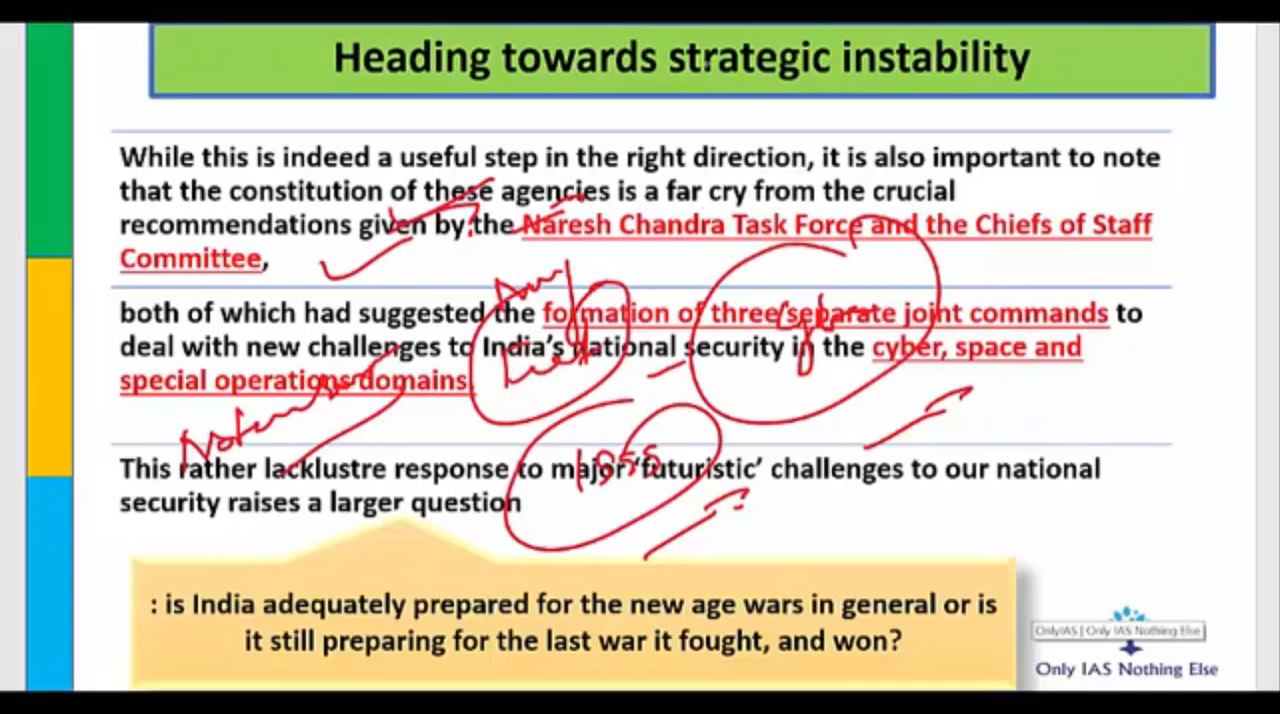 Heading towards strategic instability
While this is indeed a useful step in the right direction, it is also important to note
that the constitution of these agencies is a far cry from the crucial
recommendations given by the Naresh Chandra Task Force and the Chiefs of Staff
Committee,
both of which had suggested the formation of three separate joint commands to
deal with new challenges to India's national security in the cyber, space and
special operations domains.
This rather lacklustre response to major 'futuristic' challenges to our national
security raises a larger question
: is India adequately prepared for the new age wars in general or is
it still preparing for the last war it fought, and won?
OnlyIAS | Only IAS Nothing Else
Only IAS Nothing Else
Cyber